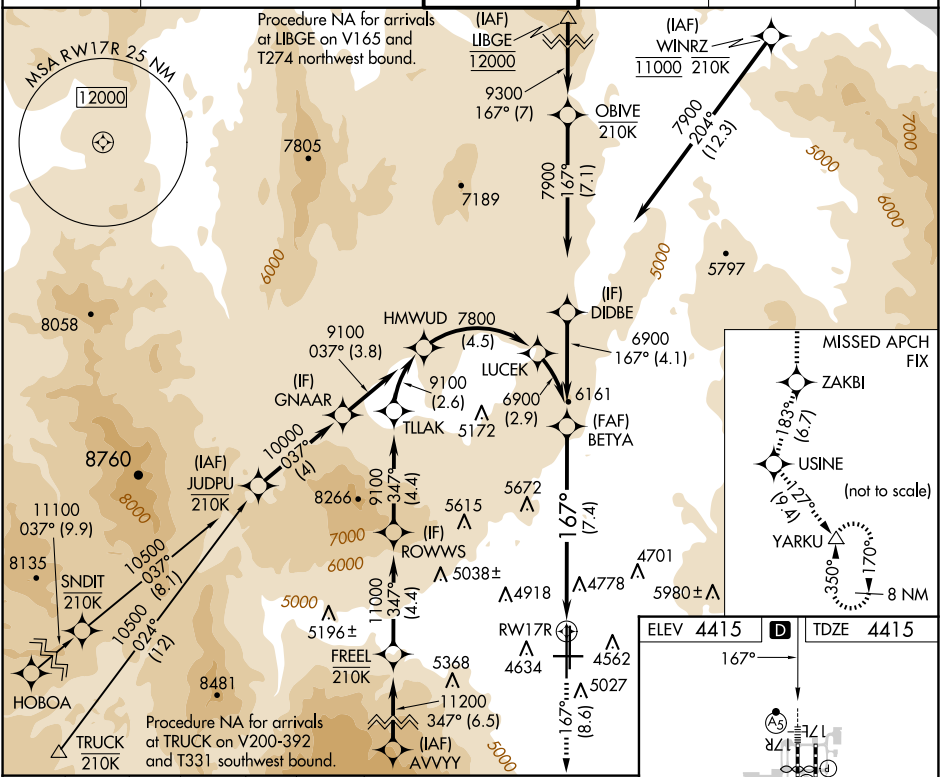 Procedure NA for arrivals
at LIBGE on V165 and
T274 northwest bound.
MSA RW17R 25 NM
12000
(IAF)
LIBGE
12000
9300
167° (7)
OBIVE
210K
7900
167°
(7.1)
(IAF)
WINRZ
11000 210K
7900
204°
(12.3)
7000
5000
6000
7805
7189
6000
5000
5797
8058
(IF)
DIDBE
6900
167° (4.1)
HMWUD
7800
(4.5)
LUCEK
9100
037° (3.8)
9100
(2.6)
6900
(2.9)
6161
(IF)
GNAAR
TLLAK
5172
(FAF)
BETYA
10000
037°
(4)
8760
8000
(IAF)
JUDPU
210K
8266
9100
347°
(4.4)
5615
5672
167°
(7.4)
7000
6000
(IF)
ROWWS
11100
037° (9.9)
8135
SNDIT
210K
10500
037°
(8.1)
10500
024°
(12)
HOBOA
5000
5196±
11000
347°
(4.4)
5038±
4918
4778
4701
5980±
FREEL
210K
5368
RW17R
4634
4562
5027
8481
11200
347° (6.5)
167°
(8.6)
TRUCK
210K
Procedure NA for arrivals
at TRUCK on V200-392
and T331 southwest bound.
(IAF)
AVVYY
5000
MISSED APCH
FIX
ZAKBI
183°
(6.7)
USINE
127°
(9.4)
(not to scale)
YARKU
350°
170°
8 NM
ELEV 4415
D
TDZE 4415
167°
A5
17R
17L
P